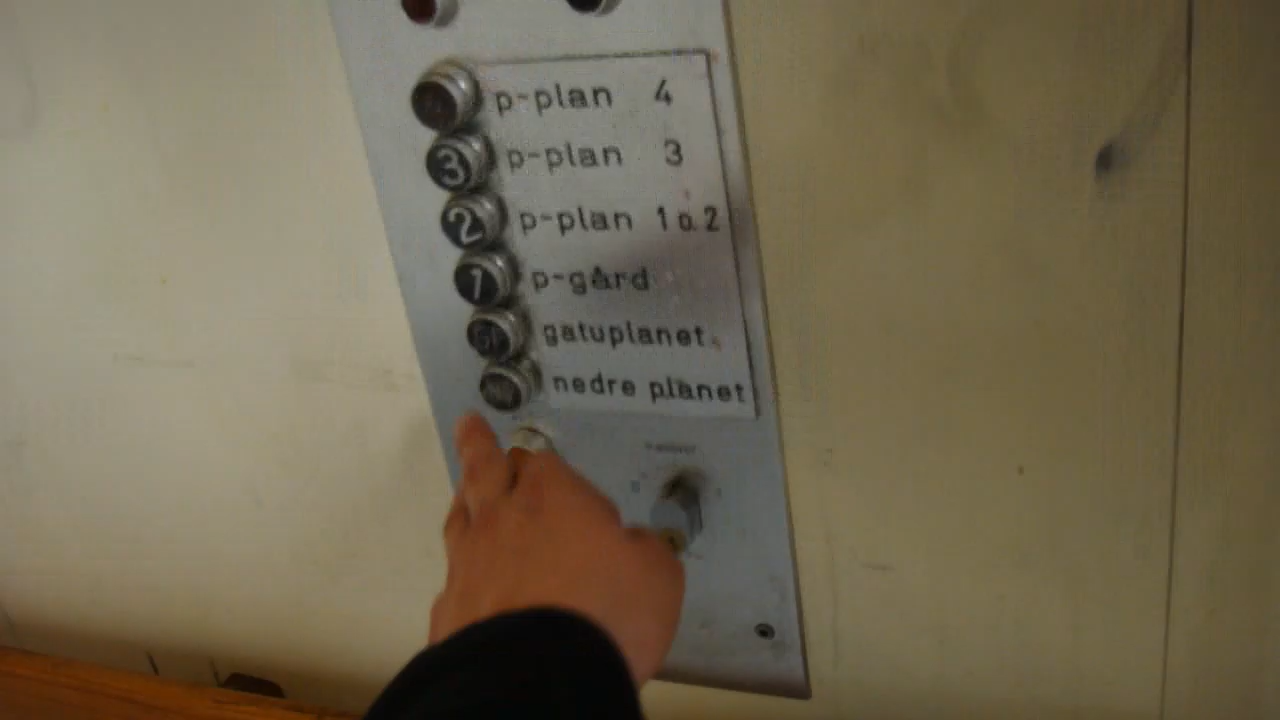 p-plan 4
3 p-plan 3
2 p-plan 1 o. 2
1 p-gård
gatuplanet.
nedre planet